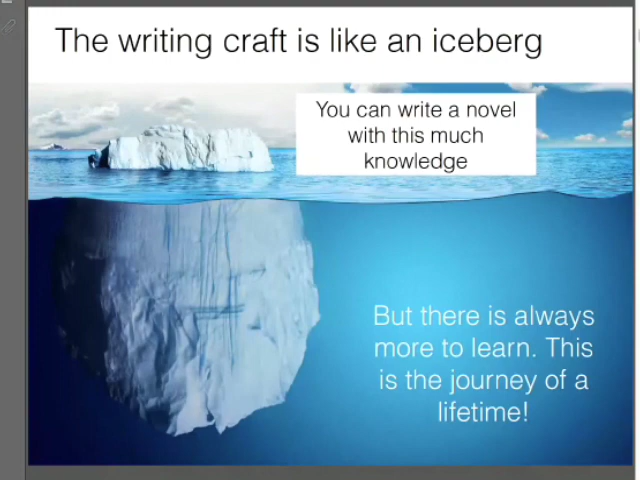 The writing craft is like an iceberg
You can write a novel
with this much
knowledge
But there is always
more to learn. This
is the journey of a
lifetime!